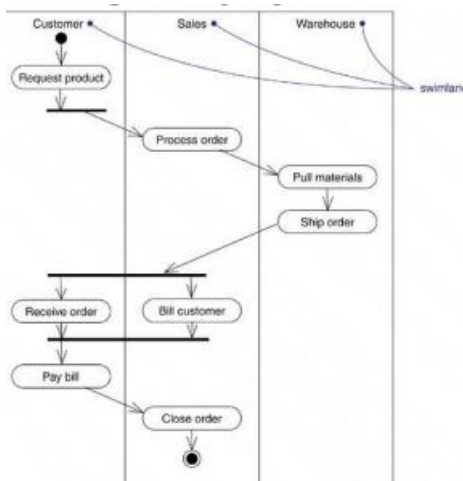 Customer Sales Warehouse
Request product
swimlane
Process order
Pull materials
Ship order
Receive order Bill customer
Pay bill
Close order